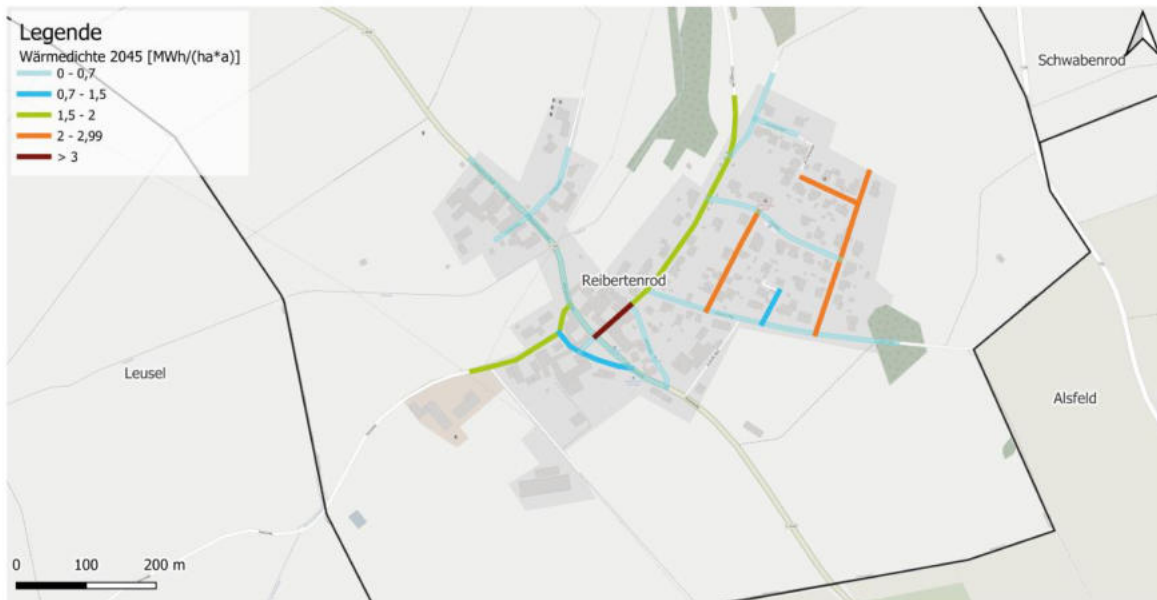 Legende
Wärmedichte 2045 [MWh/(ha*a)]
0 - 0,7
0,7 - 1,5
1,5 - 2
2 - 2,99
> 3
Schwabenrod
Reibertenrod
Leusel
Alsfeld
0 100 200 m